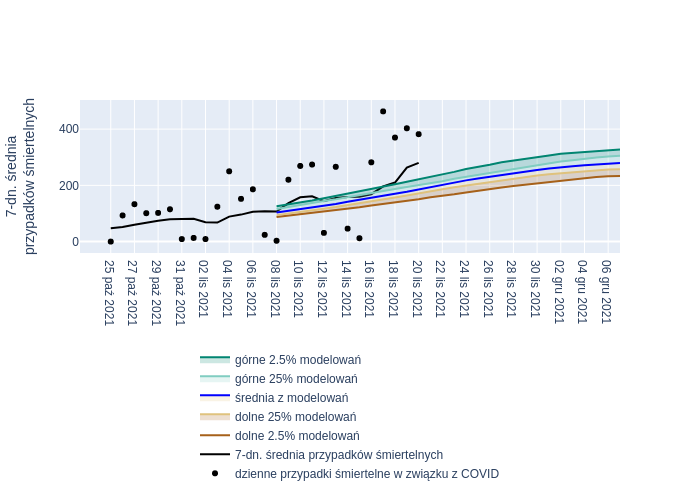 7-dn. średnia
przypadków śmiertelnych
400
200
0
25 paź 2021
27 paź 2021
29 paź 2021
31 paź 2021
02 lis 2021
04 lis 2021
06 lis 2021
08 lis 2021
10 lis 2021
12 lis 2021
14 lis 2021
16 lis 2021
18 lis 2021
20 lis 2021
22 lis 2021
24 lis 2021
26 lis 2021
28 lis 2021
30 lis 2021
02 gru 2021
04 gru 2021
06 gru 2021
górne 2.5% modelowań
górne 25% modelowań
średnia z modelowań
dolne 25% modelowań
dolne 2.5% modelowań
7-dn. średnia przypadków śmiertelnych
dzienne przypadki śmiertelne w związku z COVID